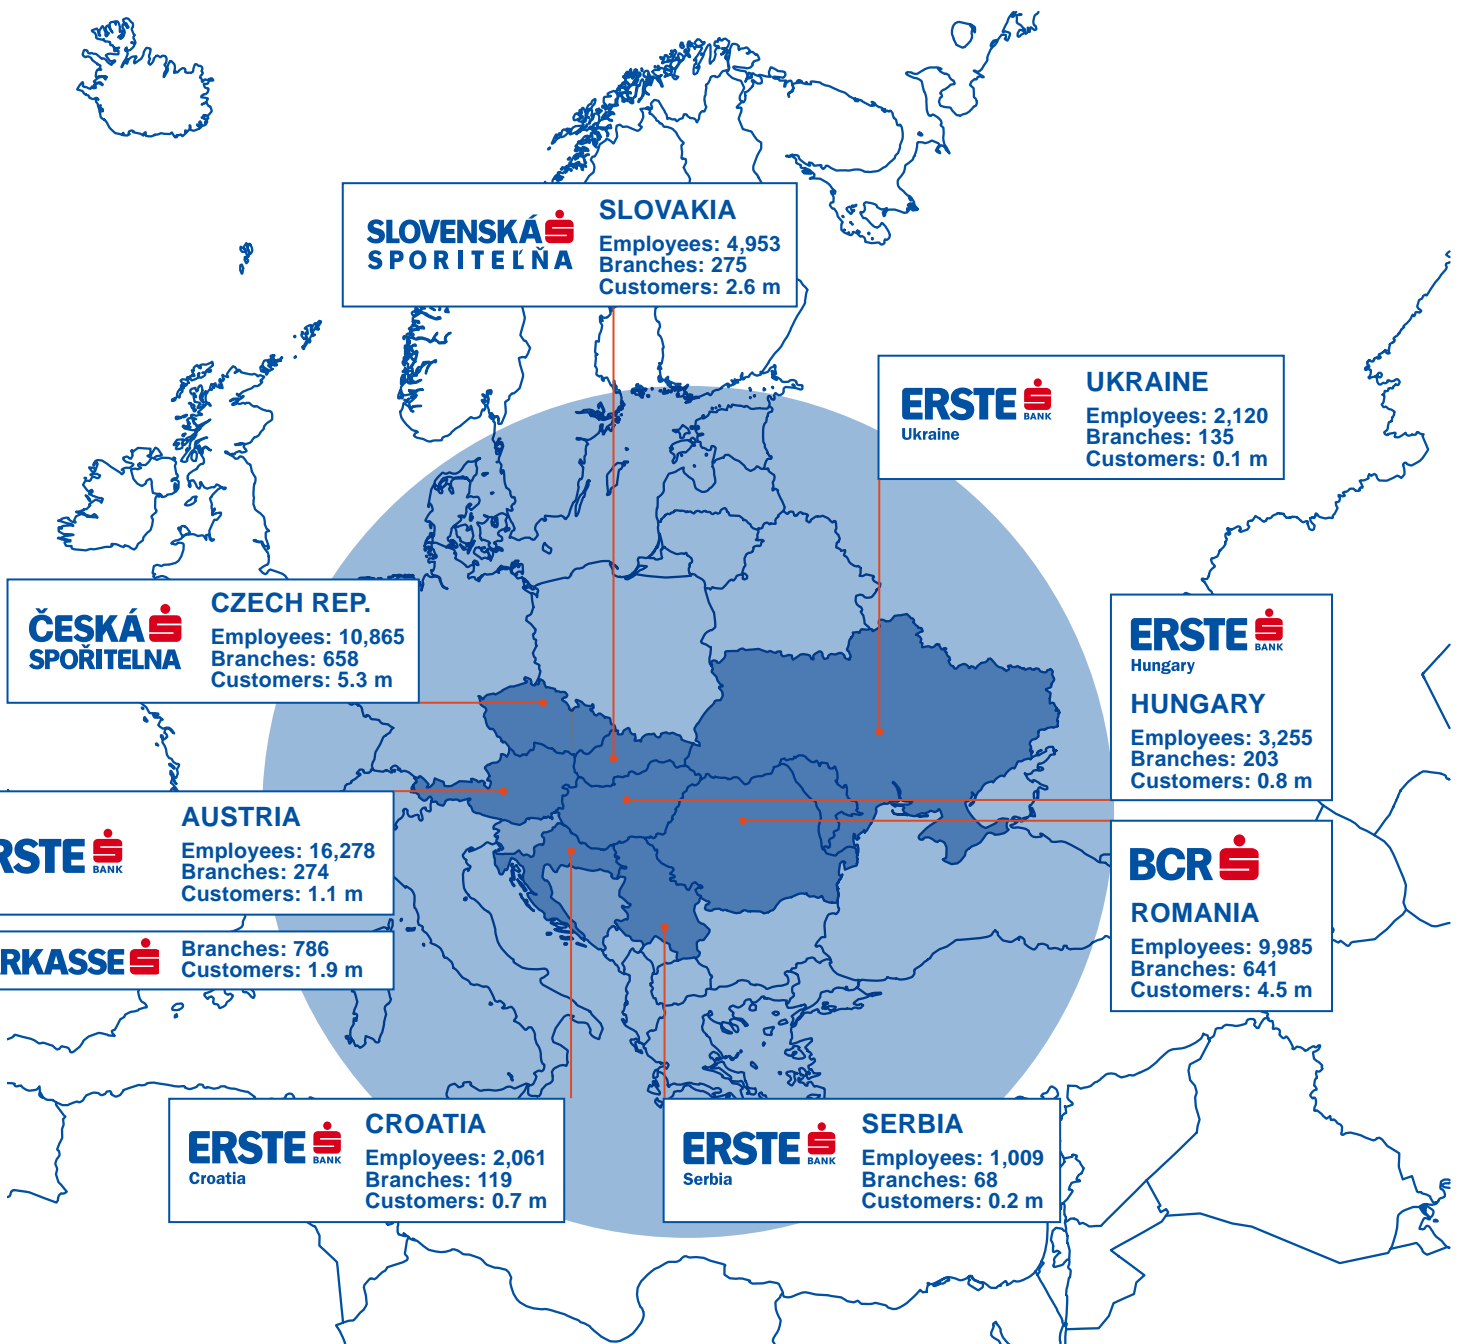 SLOVENSKÁ
SPORITEĽŇA
SLOVAKIA
Employees: 4,953
Branches: 275
Customers: 2.6 m
ERSTE
BANK
Ukraine
UKRAINE
Employees: 2,120
Branches: 135
Customers: 0.1 m
ČESKÁ
SPOŘITELNA
CZECH REP.
Employees: 10,865
Branches: 658
Customers: 5.3 m
ERSTE
BANK
Hungary
HUNGARY
Employees: 3,255
Branches: 203
Customers: 0.8 m
RSTE
BANK
AUSTRIA
Employees: 16,278
Branches: 274
Customers: 1.1 m
RKASSE
Branches: 786
Customers: 1.9 m
BCR
ROMANIA
Employees: 9,985
Branches: 641
Customers: 4.5 m
ERSTE
BANK
Croatia
CROATIA
Employees: 2,061
Branches: 119
Customers: 0.7 m
ERSTE
BANK
Serbia
SERBIA
Employees: 1,009
Branches: 68
Customers: 0.2 m